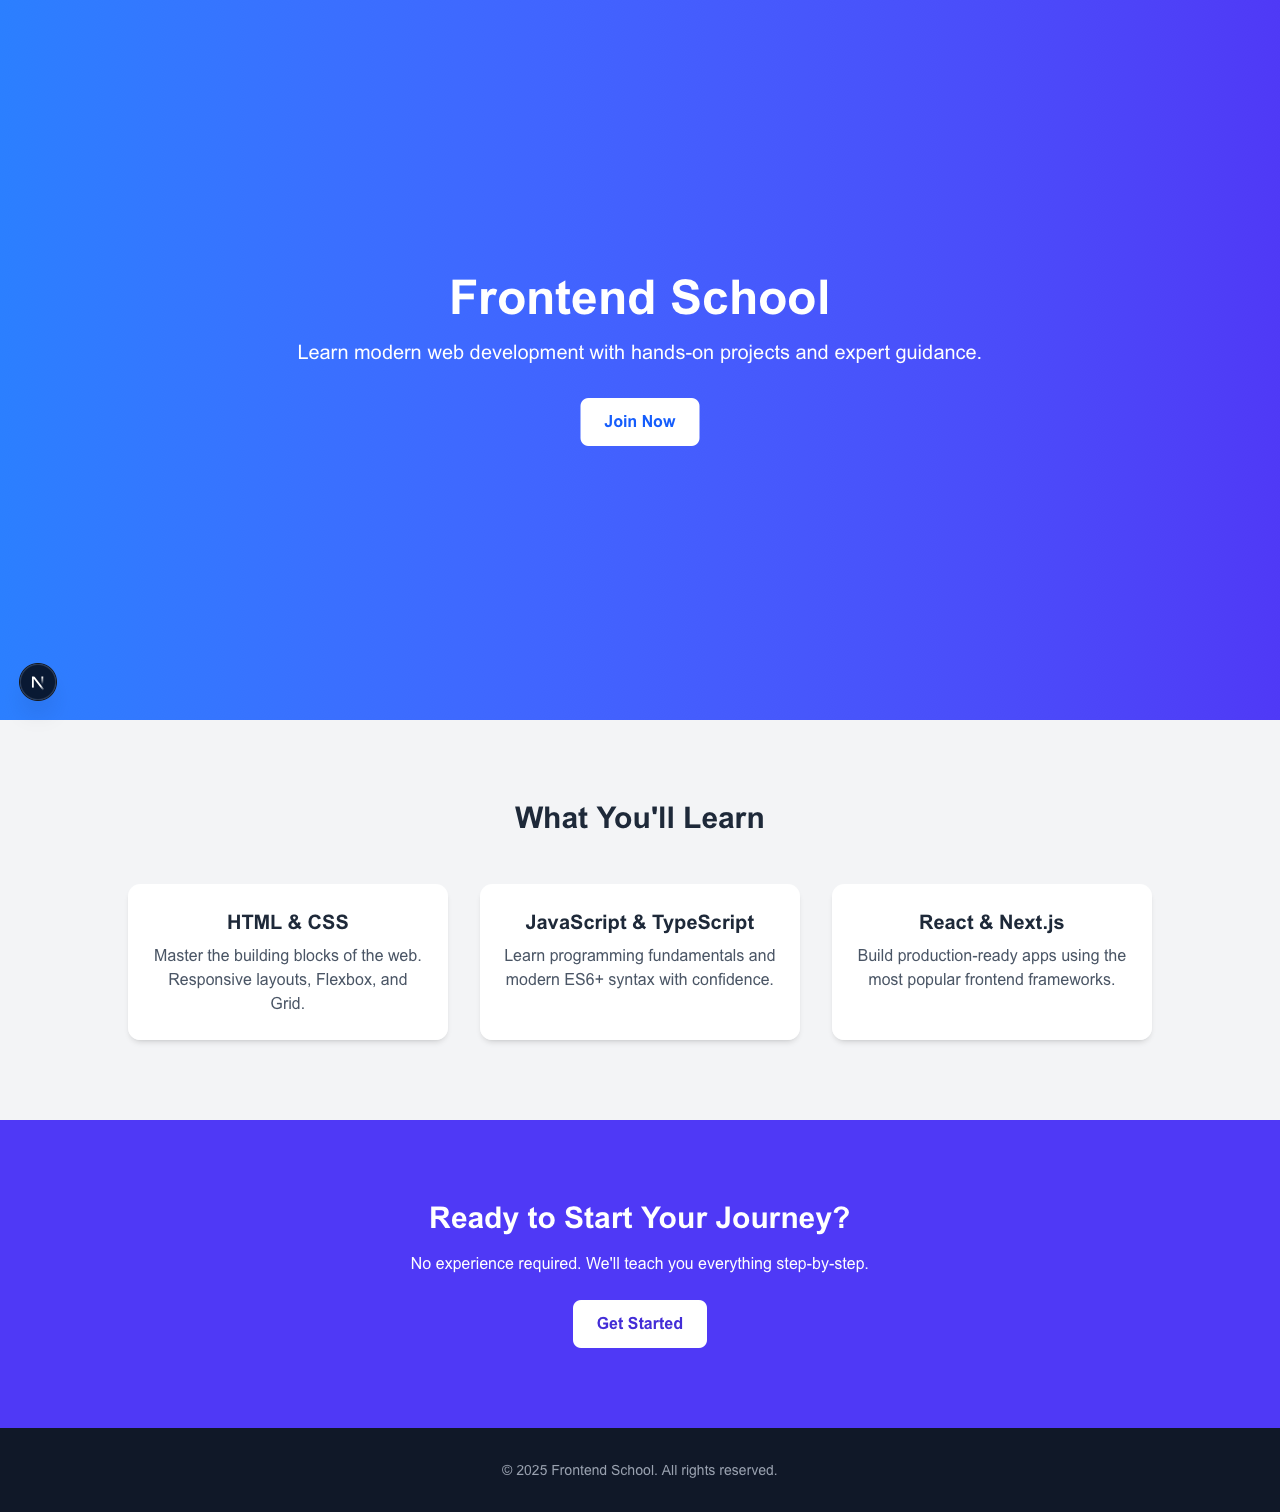 Frontend School
Learn modern web development with hands-on projects and expert guidance.
Join Now
N
What You'll Learn
HTML & CSS
Master the building blocks of the web.
Responsive layouts, Flexbox, and
Grid.
JavaScript & TypeScript
Learn programming fundamentals and
modern ES6+ syntax with confidence.
React & Next.js
Build production-ready apps using the
most popular frontend frameworks.
Ready to Start Your Journey?
No experience required. We'll teach you everything step-by-step.
Get Started
© 2025 Frontend School. All rights reserved.